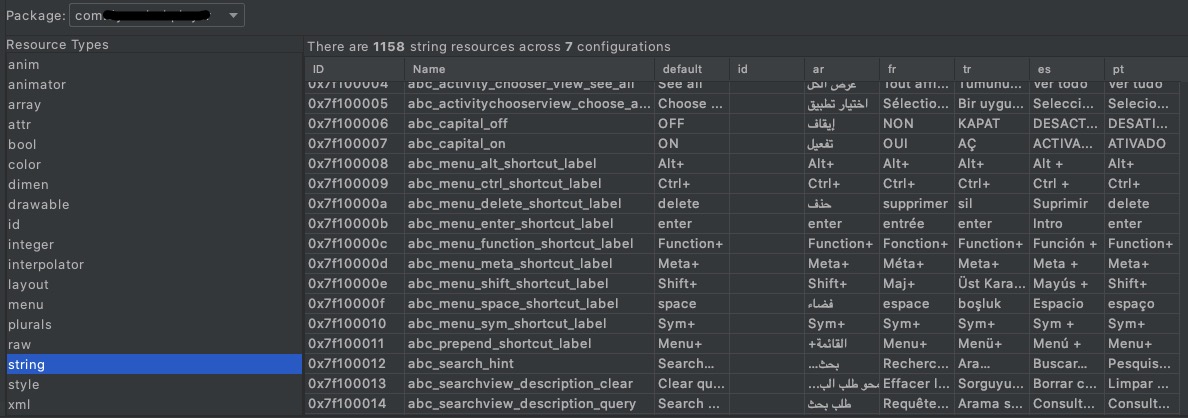 Package: com.
Resource Types
There are 1158 string resources across 7 configurations
anim
animator
array
attr
bool
color
dimen
drawable
id
integer
interpolator
layout
menu
plurals
raw
string
style
xml
ID Name default id ar fr tr es pt
0x7f100004 abc_activity_chooser_view_see_all See all عرض الكل Tout aff... Tümünü... Ver todo Ver tudo
0x7f100005 abc_activitychooserview_choose_a... Choose ... اختيار تطبيق Sélectio... Bir uygu... Selecci... Selecio...
0x7f100006 abc_capital_off OFF إيقاف NON KAPAT DESACT... DESATI...
0x7f100007 abc_capital_on ON تفعيل OUI AÇ ACTIVA... ATIVADO
0x7f100008 abc_menu_alt_shortcut_label Alt+ Alt+ Alt+ Alt+ Alt + Alt+
0x7f100009 abc_menu_ctrl_shortcut_label Ctrl+ Ctrl+ Ctrl+ Ctrl+ Ctrl + Ctrl+
0x7f10000a abc_menu_delete_shortcut_label delete حذف supprimer sil Suprimir delete
0x7f10000b abc_menu_enter_shortcut_label enter enter entrée enter Intro enter
0x7f10000c abc_menu_function_shortcut_label Function+ Function+ Fonction+ Function+ Función + Function+
0x7f10000d abc_menu_meta_shortcut_label Meta+ Meta+ Méta+ Meta+ Meta + Meta+
0x7f10000e abc_menu_shift_shortcut_label Shift+ Shift+ Maj+ Üst Kara... Mayús + Shift+
0x7f10000f abc_menu_space_shortcut_label space فضاء espace boşluk Espacio espaço
0x7f100010 abc_menu_sym_shortcut_label Sym+ Sym+ Sym+ Sym+ Sym + Sym+
0x7f100011 abc_prepend_shortcut_label Menu+ القائمة+ Menu+ Menü+ Menú + Menu+
0x7f100012 abc_search_hint Search... بحث... Recherc... Ara... Buscar... Pesquis...
0x7f100013 abc_searchview_description_clear Clear qu... محو طلب الب... Effacer l... Sorguyu... Borrar c... Limpar ...
0x7f100014 abc_searchview_description_query Search ... طلب بحث Requête... Arama s... Consult... Consult...